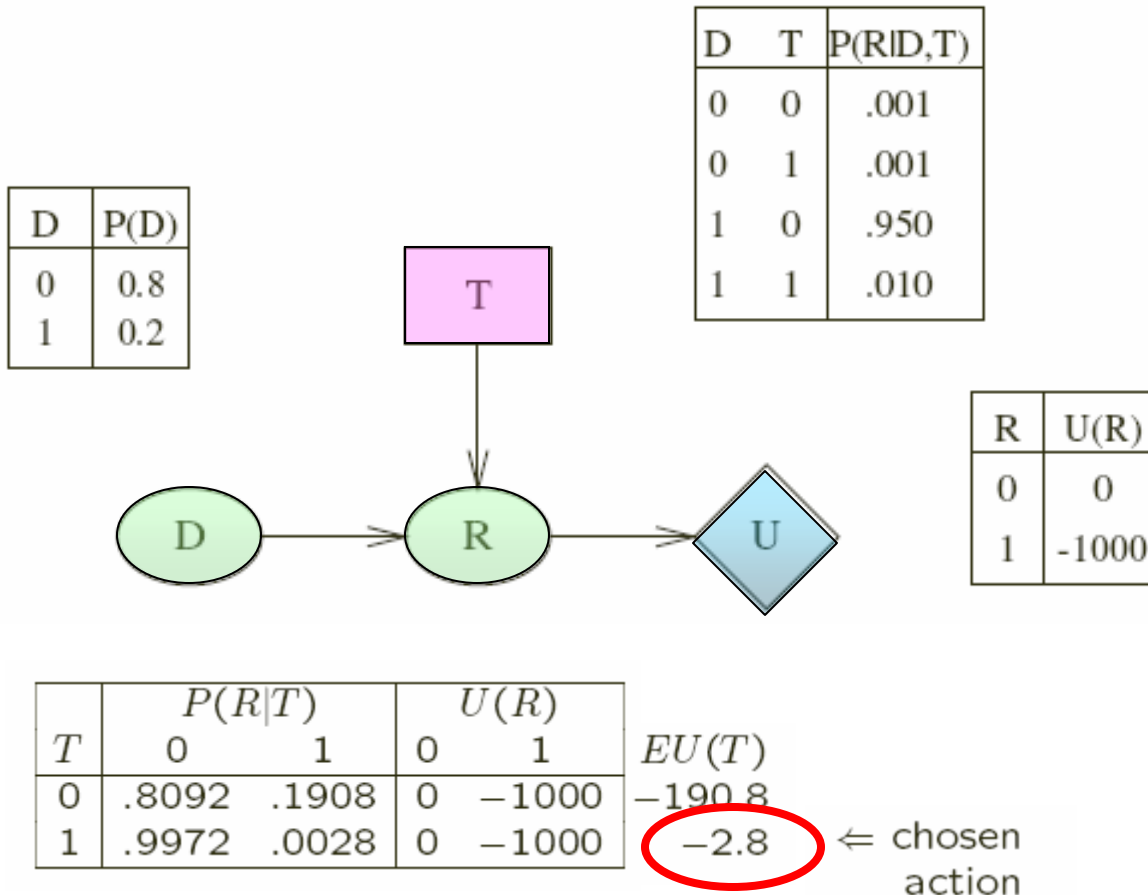 D T P(R|D,T)
0 0 .001
0 1 .001
1 0 .950
1 1 .010
D P(D)
0 0.8
1 0.2
T
R U(R)
0 0
1 -1000
D
R
U
P(R|T) U(R)
T 0 1 0 1 EU(T)
0 .8092 .1908 0 −1000 −190.8
1 .9972 .0028 0 −1000 −2.8 ⇐ chosen
action